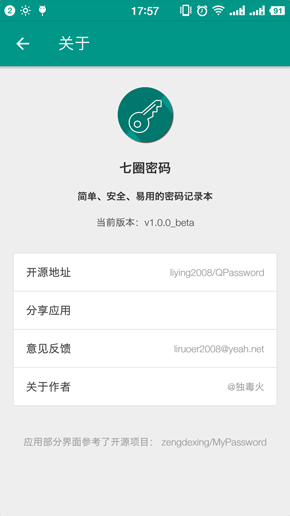 2 17:57 91
关于
七圈密码
简单、安全、易用的密码记录本
当前版本：v1.0.0_beta
开源地址 liying2008/QPassword
分享应用
意见反馈 liruoer2008@yeah.net
关于作者 @独毒火
应用部分界面参考了开源项目： zengdexing/MyPassword